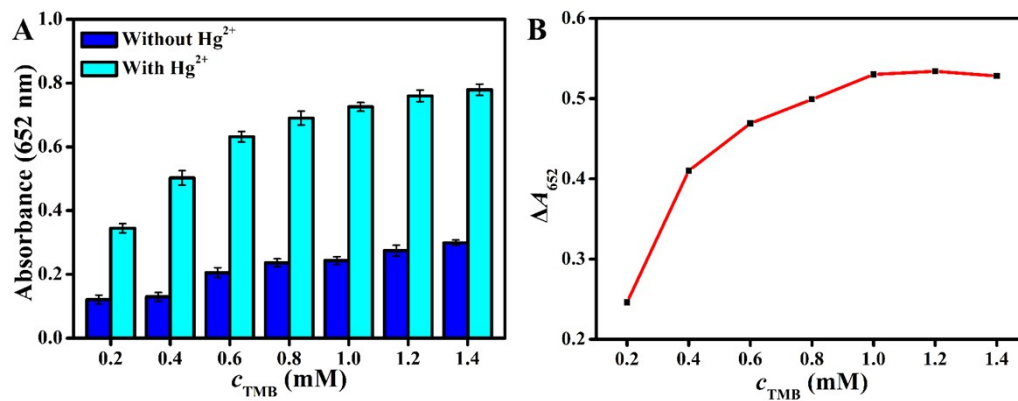 A
Without Hg²⁺
With Hg²⁺
Absorbance (652 nm)
1.0
0.8
0.6
0.4
0.2
0.0
0.2 0.4 0.6 0.8 1.0 1.2 1.4
c_TMB (mM)
B
ΔA₆₅₂
0.6
0.5
0.4
0.3
0.2
0.2 0.4 0.6 0.8 1.0 1.2 1.4
c_TMB (mM)